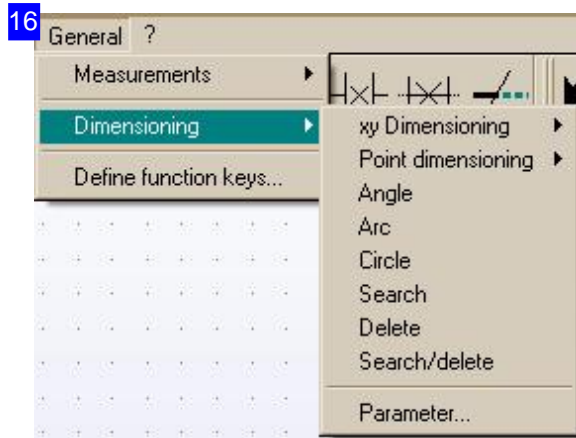 16
General ?
Measurements
Dimensioning
Define function keys...
xy Dimensioning
Point dimensioning
Angle
Arc
Circle
Search
Delete
Search/delete
Parameter...